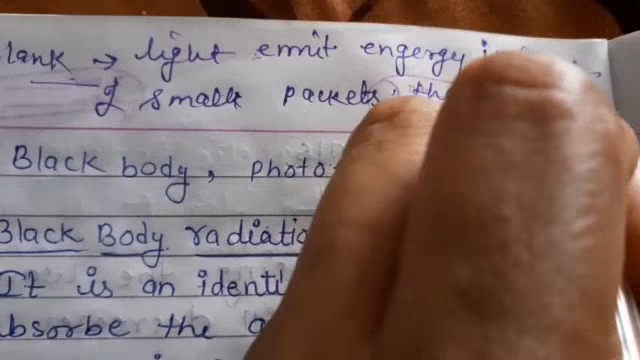 lank → light emit engergy
of small packets, th
Black body, photo
Black Body radiatio
It is an identi
absorbe the a